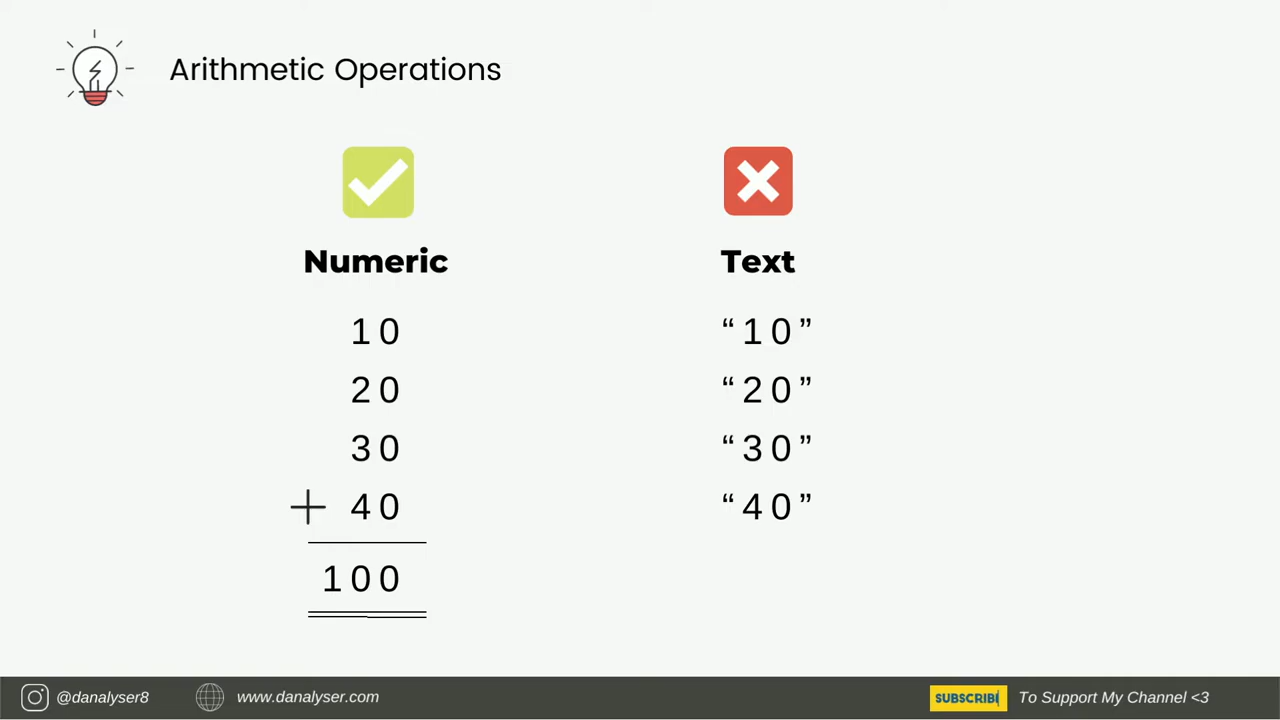 Arithmetic Operations
Numeric
10
20
30
+ 40
100
Text
“10”
“20”
“30”
“40”
@danalyser8
www.danalyser.com
SUBSCRIBE
To Support My Channel <3